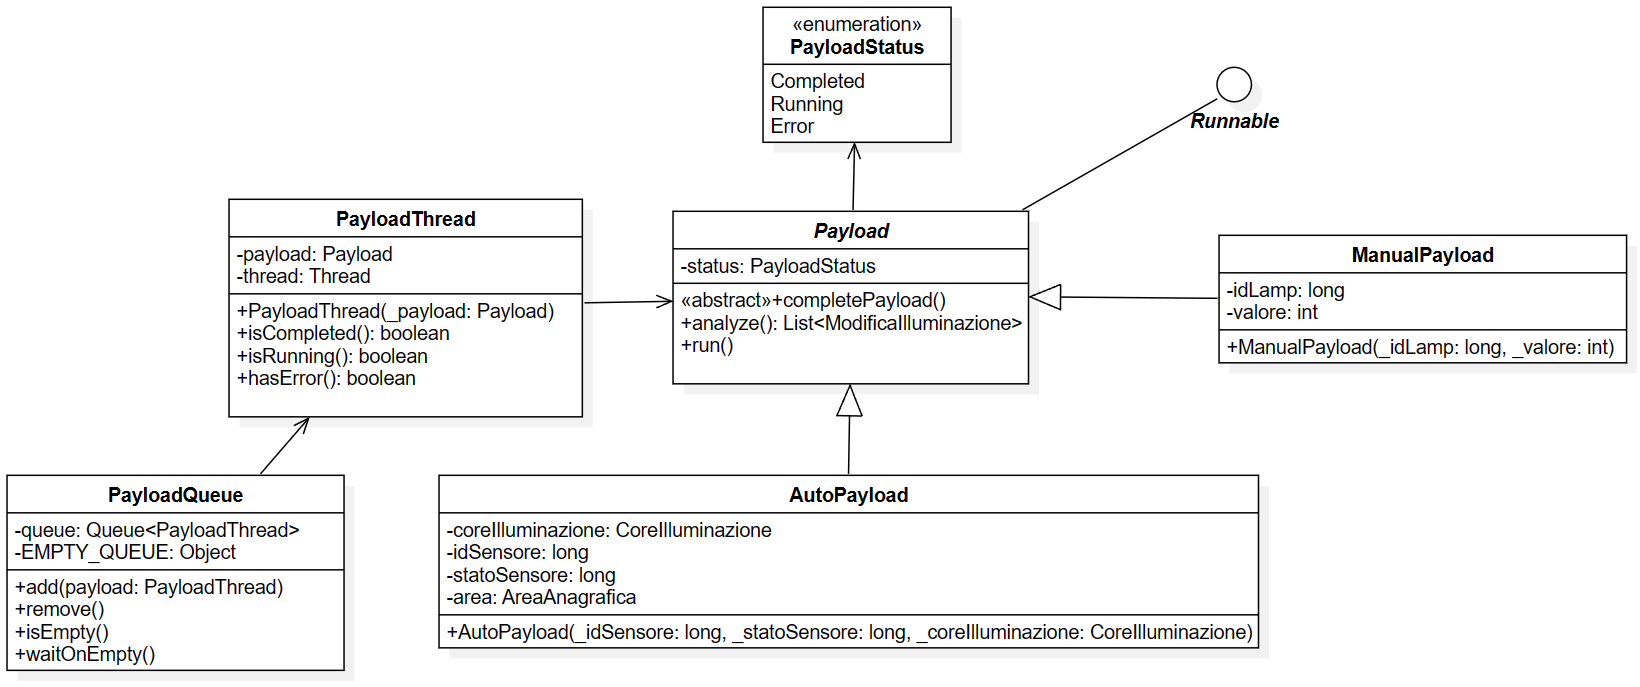 «enumeration»
PayloadStatus
Completed
Running
Error
Runnable
PayloadThread
-payload: Payload
-thread: Thread
+PayloadThread(_payload: Payload)
+isCompleted(): boolean
+isRunning(): boolean
+hasError(): boolean
Payload
-status: PayloadStatus
«abstract»+completePayload()
+analyze(): List<ModificaIlluminazione>
+run()
ManualPayload
-idLamp: long
-valore: int
+ManualPayload(_idLamp: long, _valore: int)
PayloadQueue
-queue: Queue<PayloadThread>
-EMPTY_QUEUE: Object
+add(payload: PayloadThread)
+remove()
+isEmpty()
+waitOnEmpty()
AutoPayload
-coreIlluminazione: CoreIlluminazione
-idSensore: long
-statoSensore: long
-area: AreaAnagrafica
+AutoPayload(_idSensore: long, _statoSensore: long, _coreIlluminazione: CoreIlluminazione)